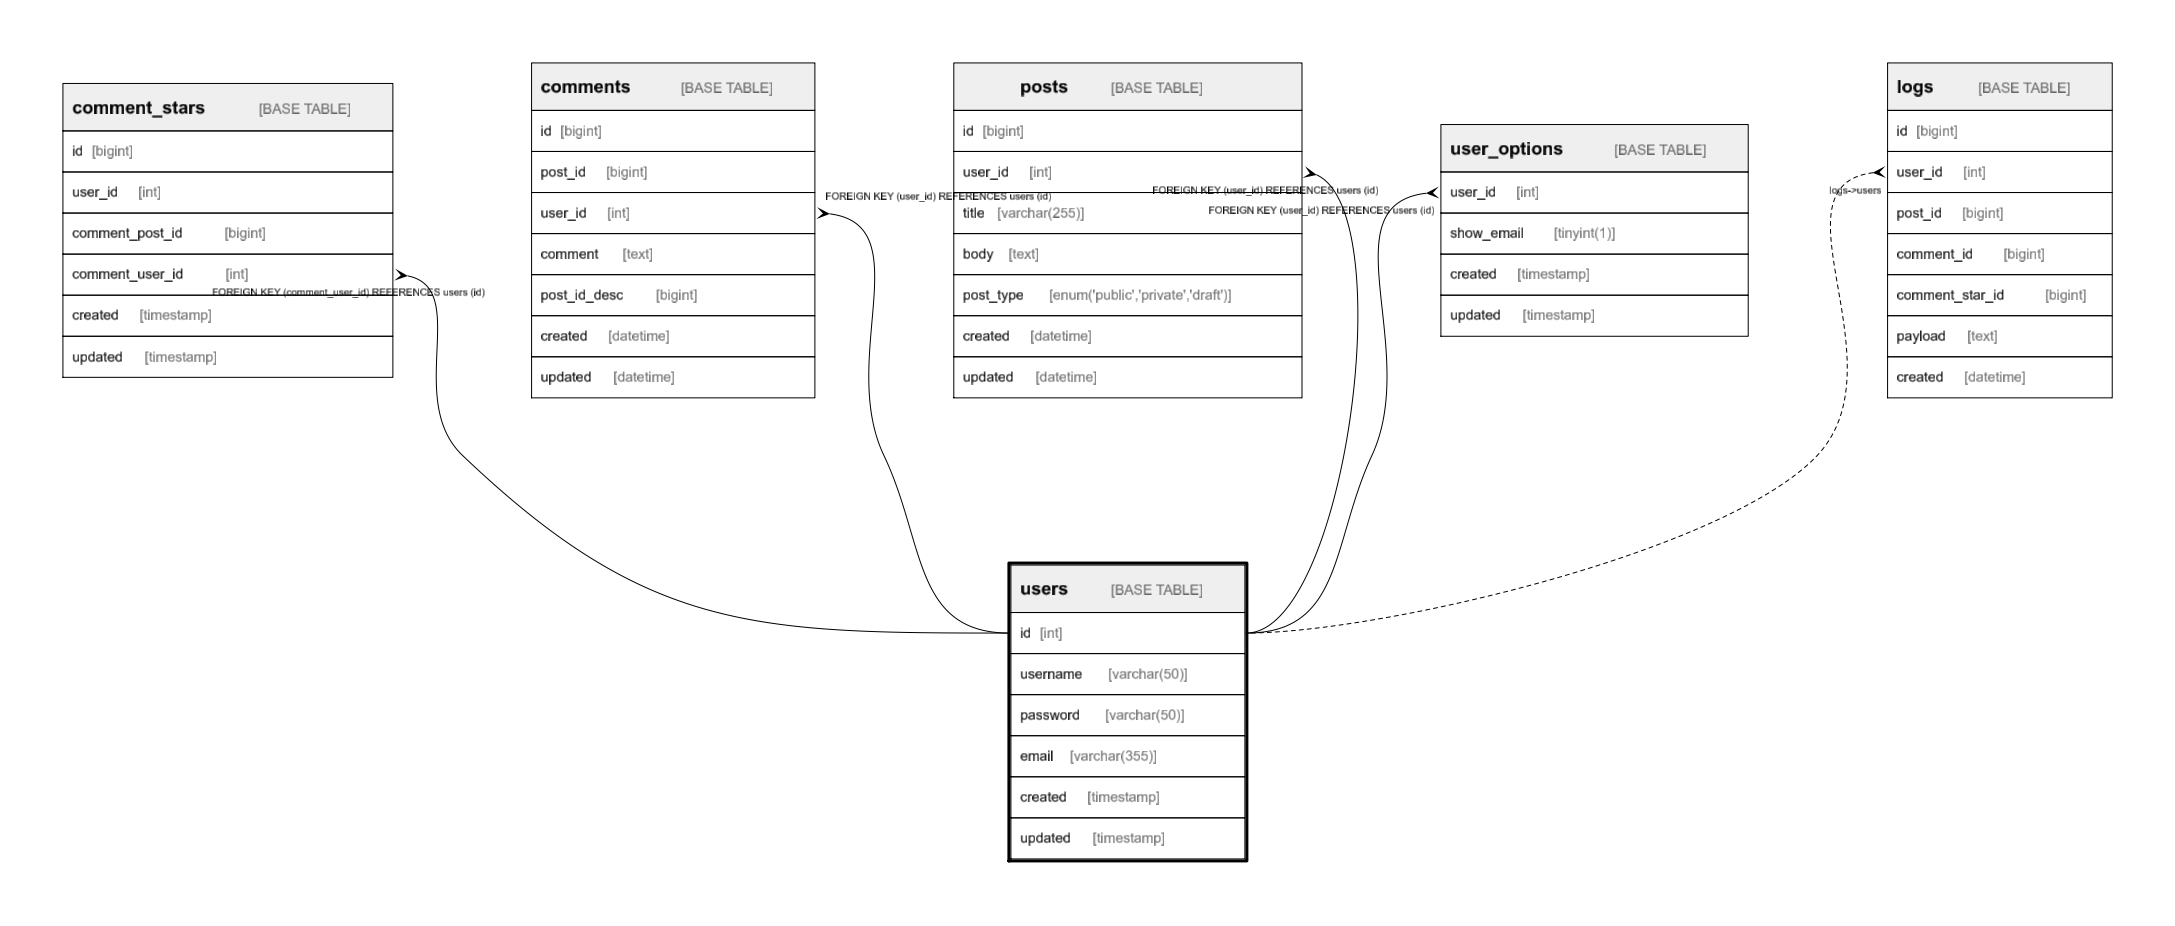 comment_stars [BASE TABLE]
id [bigint]
user_id [int]
comment_post_id [bigint]
comment_user_id [int]
FOREIGN KEY (comment_user_id) REFERENCES users (id)
created [timestamp]
updated [timestamp]
comments [BASE TABLE]
id [bigint]
post_id [bigint]
user_id [int]
FOREIGN KEY (user_id) REFERENCES users (id)
comment [text]
post_id_desc [bigint]
created [datetime]
updated [datetime]
posts [BASE TABLE]
id [bigint]
user_id [int]
FOREIGN KEY (user_id) REFERENCES users (id)
title [varchar(255)]
body [text]
post_type [enum('public','private','draft')]
created [datetime]
updated [datetime]
user_options [BASE TABLE]
user_id [int]
FOREIGN KEY (user_id) REFERENCES users (id)
show_email [tinyint(1)]
created [timestamp]
updated [timestamp]
logs [BASE TABLE]
id [bigint]
user_id [int]
logs->users
post_id [bigint]
comment_id [bigint]
comment_star_id [bigint]
payload [text]
created [datetime]
users [BASE TABLE]
id [int]
username [varchar(50)]
password [varchar(50)]
email [varchar(355)]
created [timestamp]
updated [timestamp]